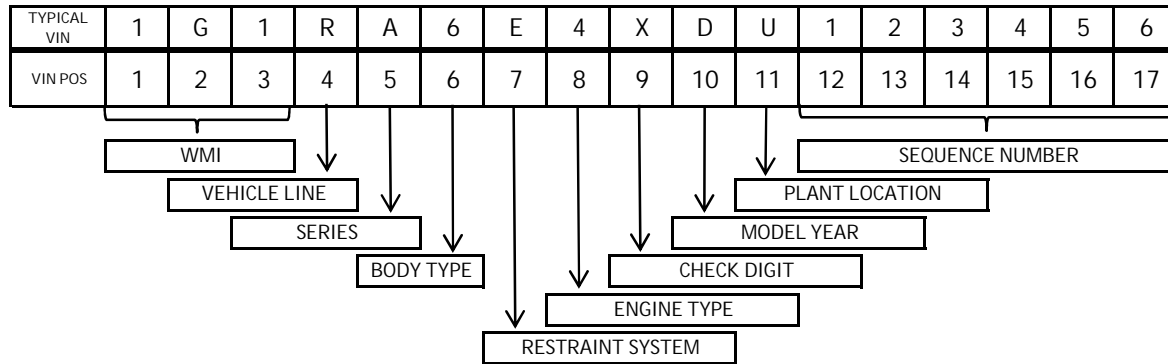 TYPICAL VIN 1 G 1 R A 6 E 4 X D U 1 2 3 4 5 6
VIN POS 1 2 3 4 5 6 7 8 9 10 11 12 13 14 15 16 17
WMI SEQUENCE NUMBER
VEHICLE LINE PLANT LOCATION
SERIES MODEL YEAR
BODY TYPE CHECK DIGIT
ENGINE TYPE
RESTRAINT SYSTEM